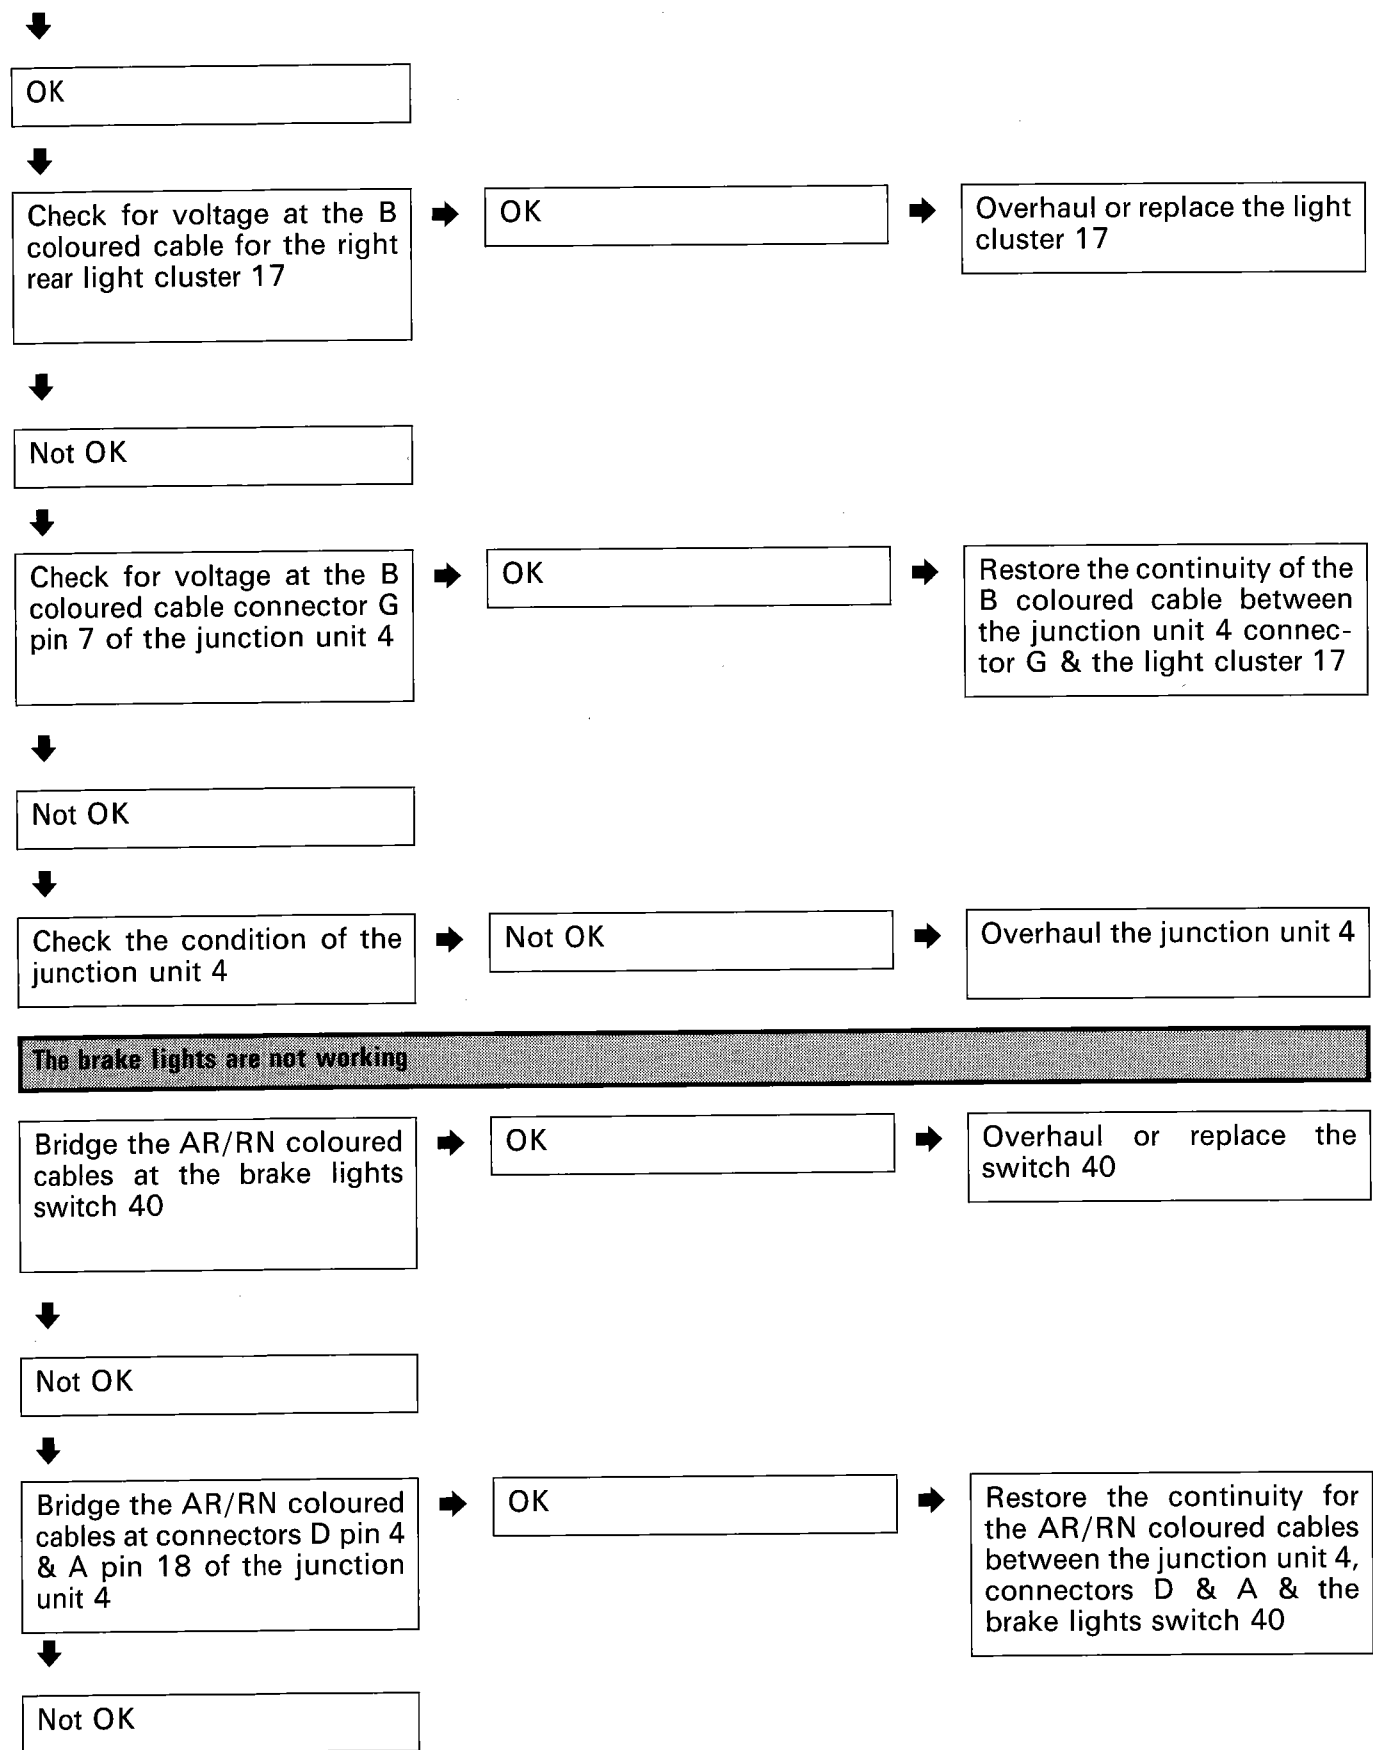 OK
Check for voltage at the B
coloured cable for the right
rear light cluster 17
OK
Overhaul or replace the light
cluster 17
Not OK
Check for voltage at the B
coloured cable connector G
pin 7 of the junction unit 4
OK
Restore the continuity of the
B coloured cable between
the junction unit 4 connec-
tor G & the light cluster 17
Not OK
Check the condition of the
junction unit 4
Not OK
Overhaul the junction unit 4
The brake lights are not working
Bridge the AR/RN coloured
cables at the brake lights
switch 40
OK
Overhaul or replace the
switch 40
Not OK
Bridge the AR/RN coloured
cables at connectors D pin 4
& A pin 18 of the junction
unit 4
OK
Restore the continuity for
the AR/RN coloured cables
between the junction unit 4,
connectors D & A & the
brake lights switch 40
Not OK